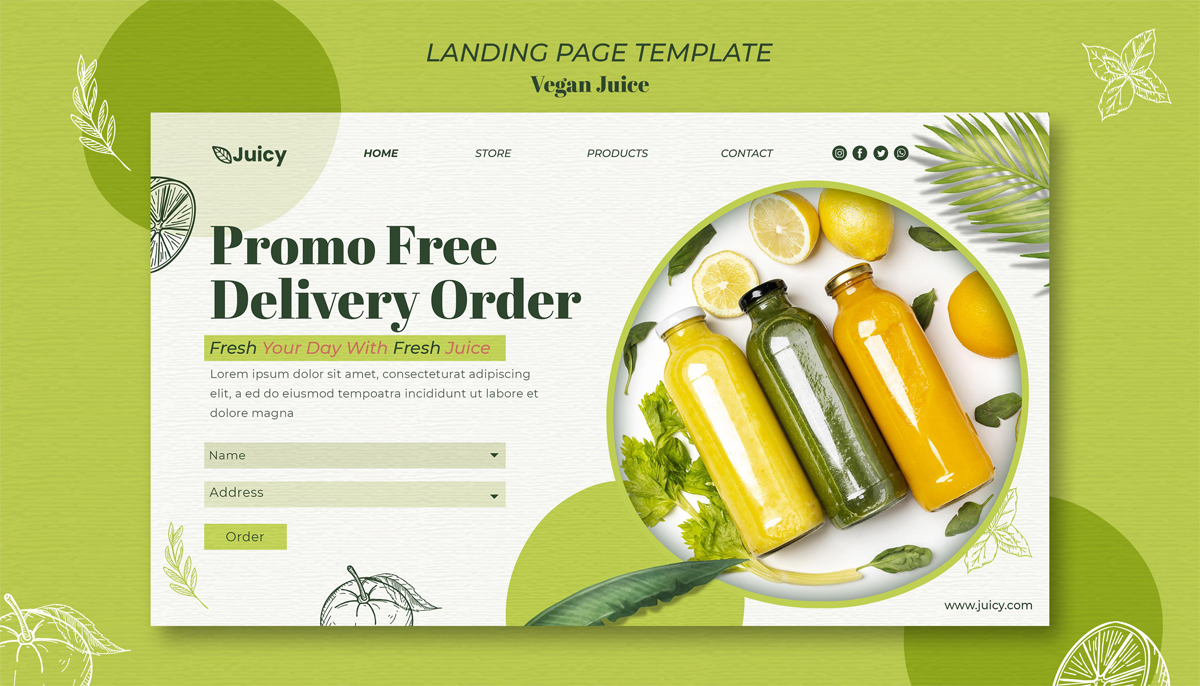 LANDING PAGE TEMPLATE
Vegan Juice
Juicy
HOME STORE PRODUCTS CONTACT
Promo Free
Delivery Order
Fresh Your Day With Fresh Juice
Lorem ipsum dolor sit amet, consecteturat adipiscing
elit, a ed do eiusmod tempoatra incididunt ut labore et
dolore magna
Name
Address
Order
www.juicy.com